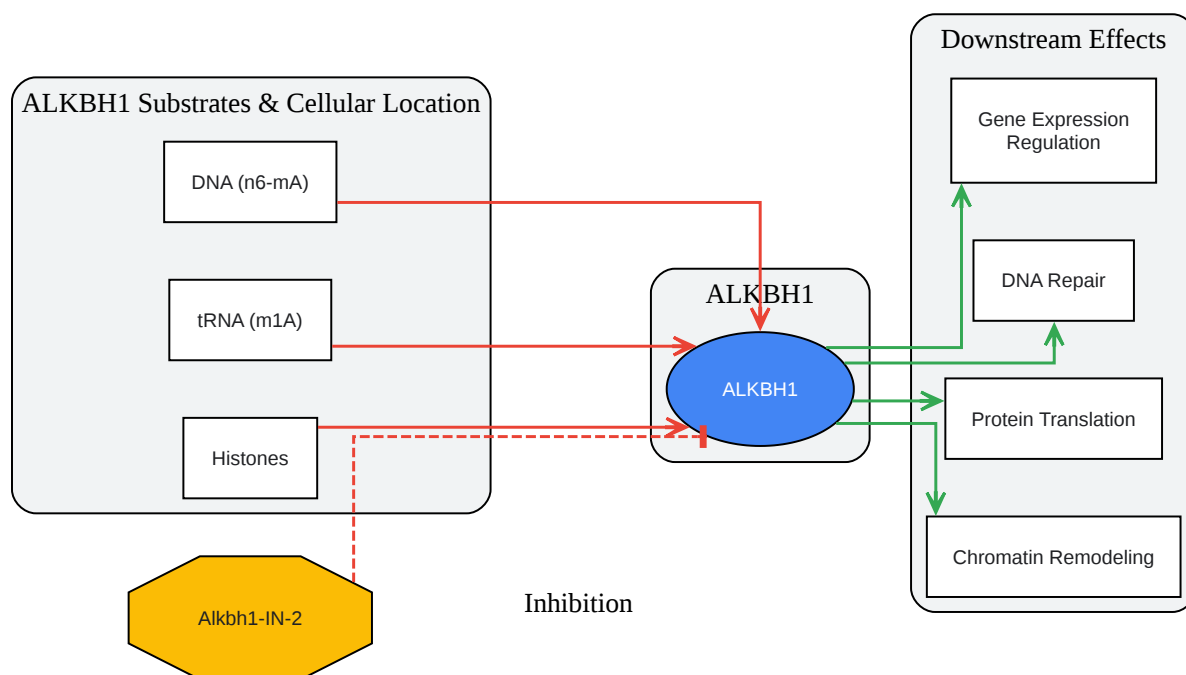 ALKBH1 Substrates & Cellular Location
DNA (n6-mA)
tRNA (m1A)
Histones
Alkbh1-IN-2
Inhibition
ALKBH1
ALKBH1
Downstream Effects
Gene Expression
Regulation
DNA Repair
Protein Translation
Chromatin Remodeling